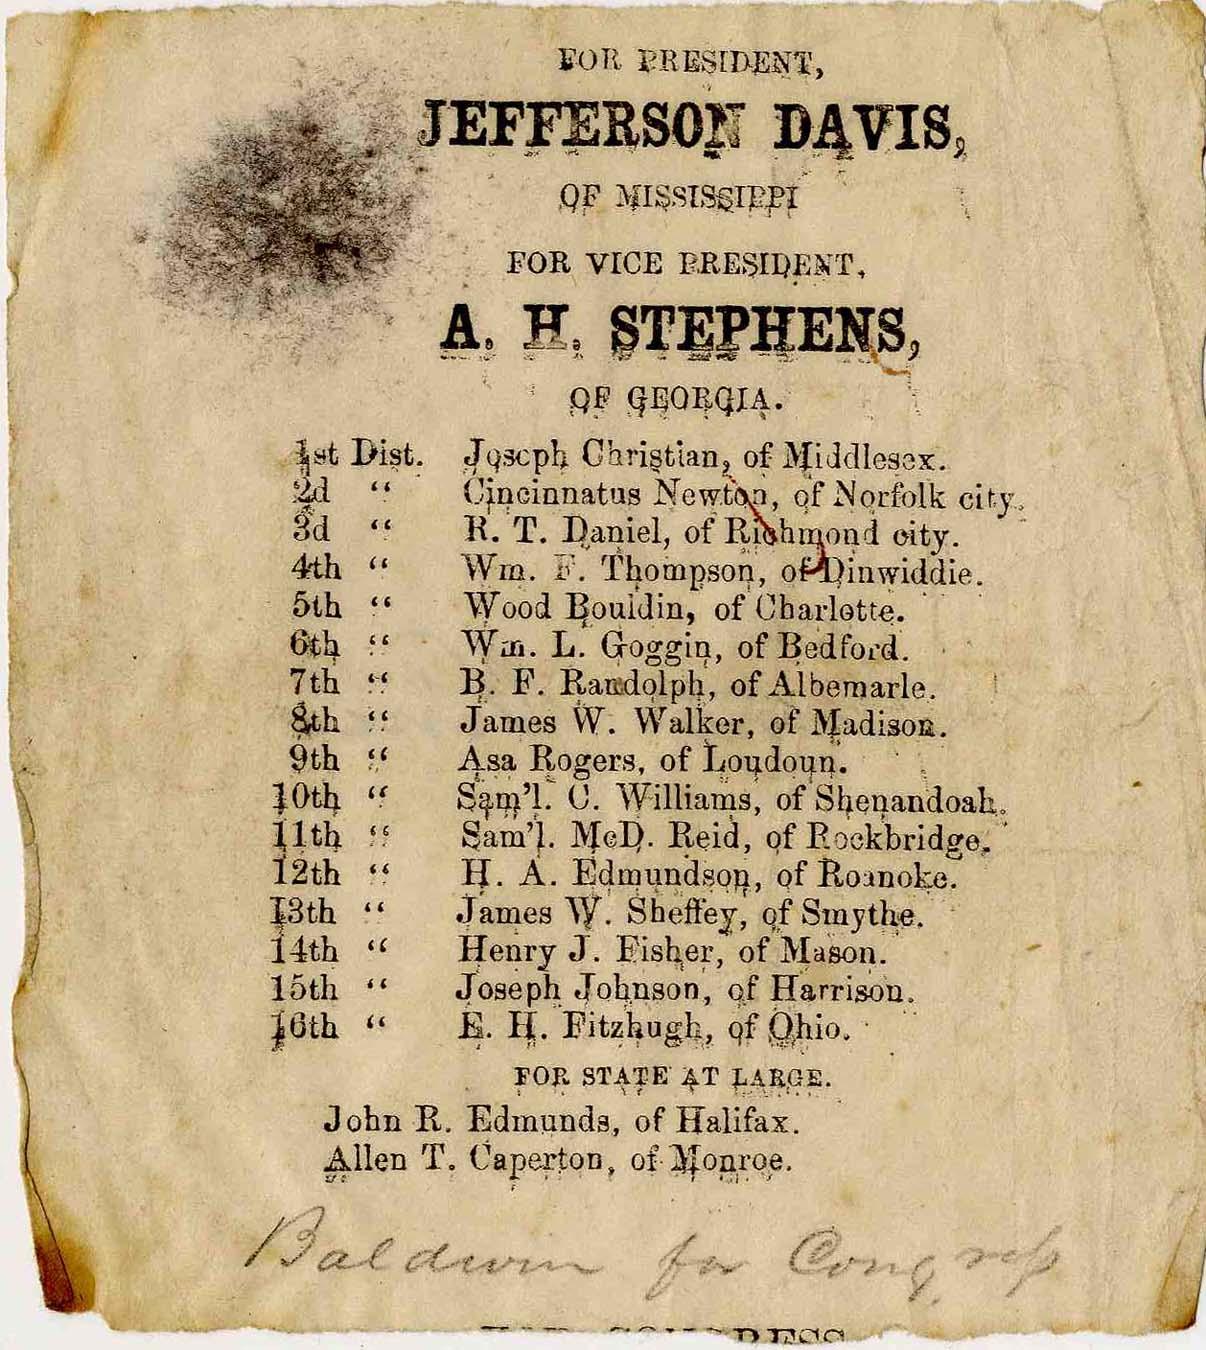 FOR PRESIDENT,
JEFFERSON DAVIS,
OF MISSISSIPPI
FOR VICE PRESIDENT,
A. H. STEPHENS,
OF GEORGIA.
1st Dist. Joseph Christian, of Middlesex.
2d " Cincinnatus Newton, of Norfolk city.
3d " R. T. Daniel, of Richmond city.
4th " Wm. F. Thompson, of Dinwiddie.
5th " Wood Bouldin, of Charlotte.
6th " Wm. L. Goggin, of Bedford.
7th " B. F. Randolph, of Albemarle.
8th " James W. Walker, of Madison.
9th " Asa Rogers, of Loudoun.
10th " Sam'l. C. Williams, of Shenandoah.
11th " Sam'l. McD. Reid, of Rockbridge.
12th " H. A. Edmundson, of Roanoke.
13th " James W. Sheffey, of Smythe.
14th " Henry J. Fisher, of Mason.
15th " Joseph Johnson, of Harrison.
16th " E. H. Fitzhugh, of Ohio.
FOR STATE AT LARGE.
John R. Edmunds, of Halifax.
Allen T. Caperton, of Monroe.
Baldwin for Congress
FOR CONGRESS